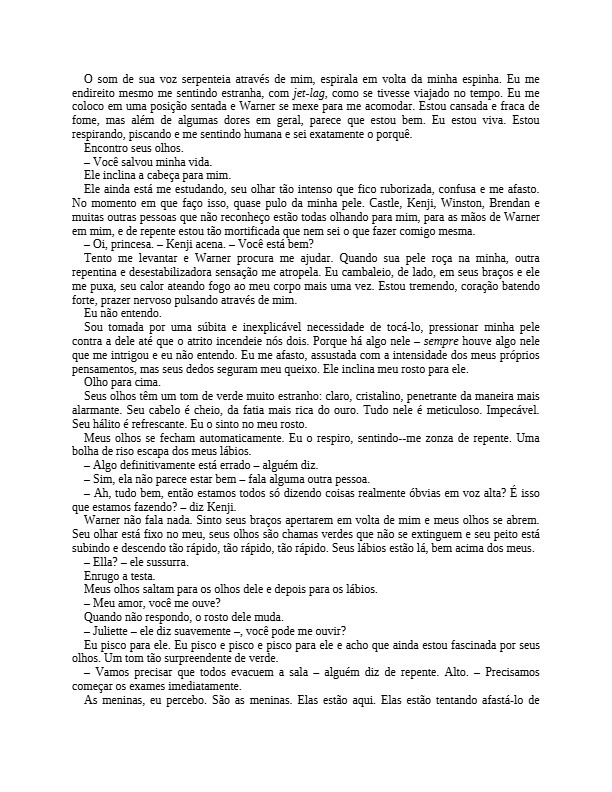 O som de sua voz serpenteia através de mim, espirala em volta da minha espinha. Eu me
endireito mesmo me sentindo estranha, com jet-lag, como se tivesse viajado no tempo. Eu me
coloco em uma posição sentada e Warner se mexe para me acomodar. Estou cansada e fraca de
fome, mas além de algumas dores em geral, parece que estou bem. Eu estou viva. Estou
respirando, piscando e me sentindo humana e sei exatamente o porquê.
Encontro seus olhos.
– Você salvou minha vida.
Ele inclina a cabeça para mim.
Ele ainda está me estudando, seu olhar tão intenso que fico ruborizada, confusa e me afasto.
No momento em que faço isso, quase pulo da minha pele. Castle, Kenji, Winston, Brendan e
muitas outras pessoas que não reconheço estão todas olhando para mim, para as mãos de Warner
em mim, e de repente estou tão mortificada que nem sei o que fazer comigo mesma.
– Oi, princesa. – Kenji acena. – Você está bem?
Tento me levantar e Warner procura me ajudar. Quando sua pele roça na minha, outra
repentina e desestabilizadora sensação me atropela. Eu cambaleio, de lado, em seus braços e ele
me puxa, seu calor ateando fogo ao meu corpo mais uma vez. Estou tremendo, coração batendo
forte, prazer nervoso pulsando através de mim.
Eu não entendo.
Sou tomada por uma súbita e inexplicável necessidade de tocá-lo, pressionar minha pele
contra a dele até que o atrito incendeie nós dois. Porque há algo nele – sempre houve algo nele
que me intrigou e eu não entendo. Eu me afasto, assustada com a intensidade dos meus próprios
pensamentos, mas seus dedos seguram meu queixo. Ele inclina meu rosto para ele.
Olho para cima.
Seus olhos têm um tom de verde muito estranho: claro, cristalino, penetrante da maneira mais
alarmante. Seu cabelo é cheio, da fatia mais rica do ouro. Tudo nele é meticuloso. Impecável.
Seu hálito é refrescante. Eu o sinto no meu rosto.
Meus olhos se fecham automaticamente. Eu o respiro, sentindo--me zonza de repente. Uma
bolha de riso escapa dos meus lábios.
– Algo definitivamente está errado – alguém diz.
– Sim, ela não parece estar bem – fala alguma outra pessoa.
– Ah, tudo bem, então estamos todos só dizendo coisas realmente óbvias em voz alta? É isso
que estamos fazendo? – diz Kenji.
Warner não fala nada. Sinto seus braços apertarem em volta de mim e meus olhos se abrem.
Seu olhar está fixo no meu, seus olhos são chamas verdes que não se extinguem e seu peito está
subindo e descendo tão rápido, tão rápido, tão rápido. Seus lábios estão lá, bem acima dos meus.
– Ella? – ele sussurra.
Enrugo a testa.
Meus olhos saltam para os olhos dele e depois para os lábios.
– Meu amor, você me ouve?
Quando não respondo, o rosto dele muda.
– Juliette – ele diz suavemente –, você pode me ouvir?
Eu pisco para ele. Eu pisco e pisco e pisco para ele e acho que ainda estou fascinada por seus
olhos. Um tom tão surpreendente de verde.
– Vamos precisar que todos evacuem a sala – alguém diz de repente. Alto. – Precisamos
começar os exames imediatamente.
As meninas, eu percebo. São as meninas. Elas estão aqui. Elas estão tentando afastá-lo de